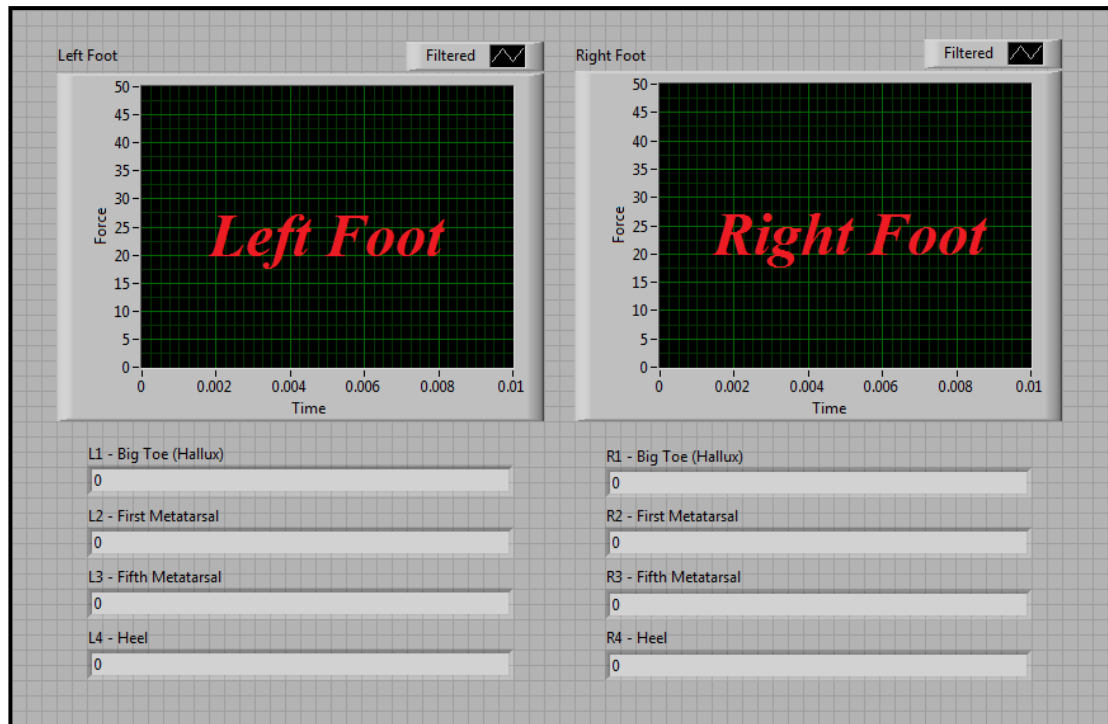 Left Foot
Filtered
50
45
40
35
30
25
20
15
10
5
0
Force
Left Foot
0
0.002
0.004
0.006
0.008
0.01
Time
L1 - Big Toe (Hallux)
0
L2 - First Metatarsal
0
L3 - Fifth Metatarsal
0
L4 - Heel
0
Right Foot
Filtered
50
45
40
35
30
25
20
15
10
5
0
Force
Right Foot
0
0.002
0.004
0.006
0.008
0.01
Time
R1 - Big Toe (Hallux)
0
R2 - First Metatarsal
0
R3 - Fifth Metatarsal
0
R4 - Heel
0